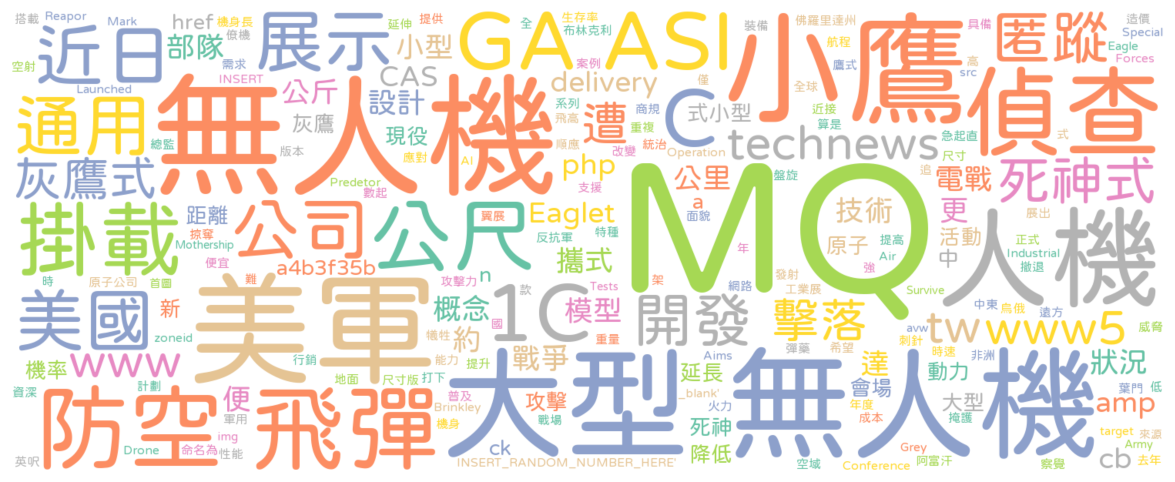 搭載 Reapor Mark 機身長 href 延伸 提供 全 生存率 佛羅里達州 航程 具備 造價 Special
近日 部隊 展示 小型 GA ASI 布林克利 案例 裝備 小鷹 匿蹤 Eagle Forces
空射 僚機 需求 INSERT CAS delivery 僅 鷹式 高 src
Launched 公斤 設計 系列 商規 近接 全球 偵查
通用 無人機 灰鷹 現役 飛高 遭 重複 C 式小型 算是 急起直
總監 版本 應對 AI 順應 統治 改變 Operation technews 追 尺寸 式
灰鷹式 Predetor 數起 php 支援 MQ 公里 盤旋 電戰 死神式
掛載 距離 掠奪 公司 公尺 翼展 Eaglet 特種 a 面貌 技術 更 展出
Mothership 便宜 反抗軍 年 原子 提高 活動 人機
原子公司 首圖 難 a4b3f35b 攻擊力 n 攜式 架 Air 中 正式 Industrial 撤退
美國 時 新 美軍 1C 款 Tests 網路 發射 強 工業展 Survive
zoneid 概念 模型 開發 擊落 中東 烏俄 遠方
www 行銷 國 約 犧牲 重量 彈藥 希望 avw 刺針 tw www5 威脅
機率 地面 提升 能力 戰爭 Aims 達 時速 非洲 狀況
資深 計劃 尺寸版 打下 大型無人機 延長 會場 動力 葉門 低
防空 飛彈 便 普及 Brinkley 攻擊 _blank' 火力 年度 大型 amp
軍用 戰場 機身 死神 成本 掩護 target 來源
英呎 Drone 命名為 img 性能 ck INSERT_RANDOM_NUMBER_HERE' 降低 空域 Conference Grey 阿富汗 察覺 Army cb 去年